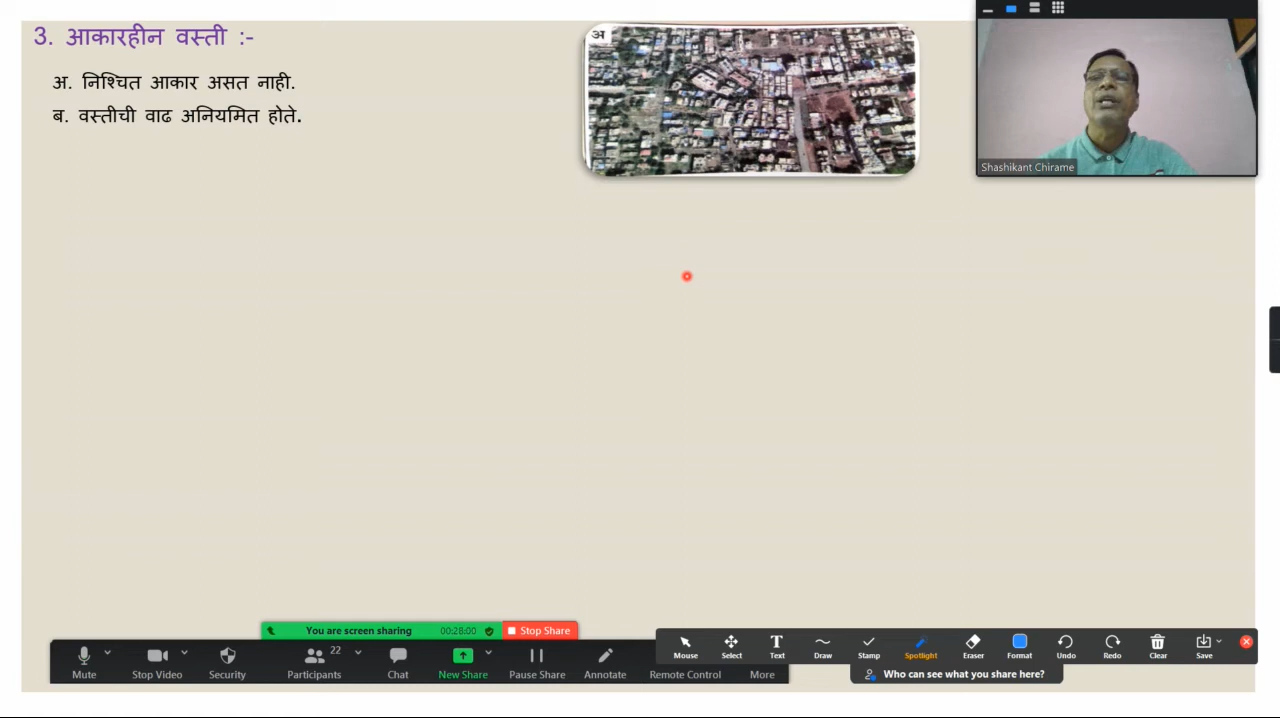 3. आकारहीन वस्ती :-
अ. निश्चित आकार असत नाही.
ब. वस्तीची वाढ अनियमित होते.
अ
Shashikant Chirame
You are screen sharing 00:28:00 Stop Share
Mute Stop Video Security Participants 22 Chat New Share Pause Share Annotate Remote Control More
Mouse Select Text Draw Stamp Spotlight Eraser Format Undo Redo Clear Save
Who can see what you share here?